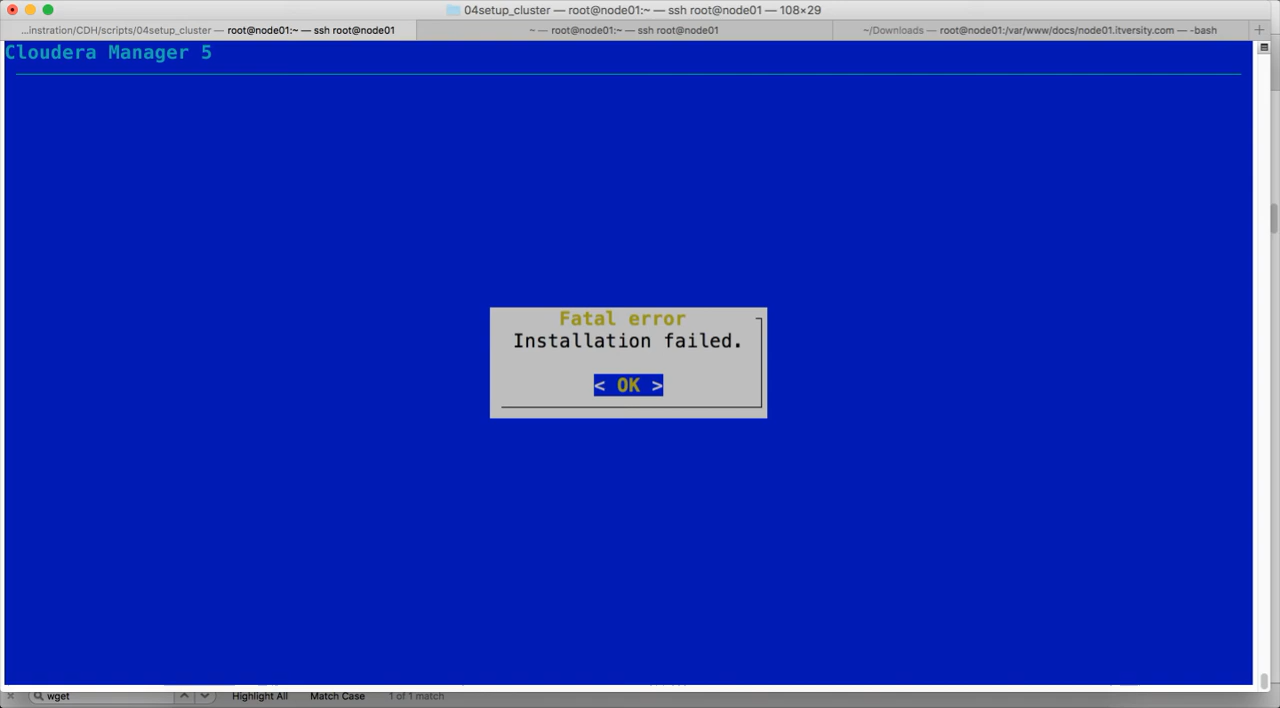 04setup_cluster — root@node01:~ — ssh root@node01 — 108×29
...instration/CDH/scripts/04setup_cluster — root@node01:~ — ssh root@node01
~ — root@node01:~ — ssh root@node01
~/Downloads — root@node01:/var/www/docs/node01.itversity.com — -bash
Cloudera Manager 5
Fatal error
Installation failed.
< OK >
wget
Highlight All
Match Case
1 of 1 match